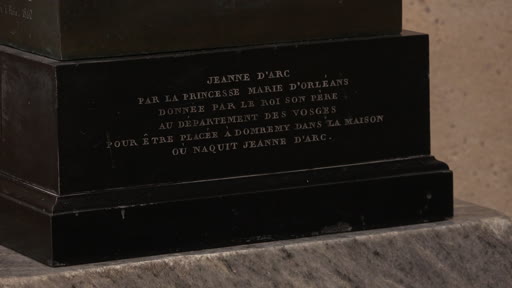 JEANNE D'ARC
PAR LA PRINCESSE MARIE D'ORLÉANS
DONNÉE PAR LE ROI SON PÈRE
AU DÉPARTEMENT DES VOSGES
POUR ÊTRE PLACÉE À DOMREMY DANS LA MAISON
OÙ NAQUIT JEANNE D'ARC.